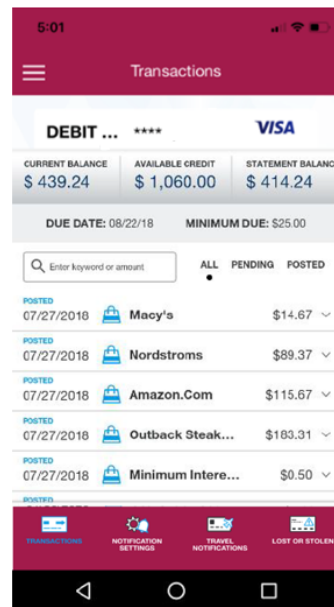 5:01
Transactions
DEBIT ... **** VISA
CURRENT BALANCE AVAILABLE CREDIT STATEMENT BALANC
$ 439.24 $ 1,060.00 $ 414.24
DUE DATE: 08/22/18 MINIMUM DUE: $25.00
Enter keyword or amount ALL PENDING POSTED
POSTED
07/27/2018 Macy's $14.67
POSTED
07/27/2018 Nordstroms $89.37
POSTED
07/27/2018 Amazon.Com $115.67
POSTED
07/27/2018 Outback Steak... $183.31
POSTED
07/27/2018 Minimum Intere... $0.50
POSTED
TRANSACTIONS NOTIFICATION SETTINGS TRAVEL NOTIFICATIONS LOST OR STOLEN